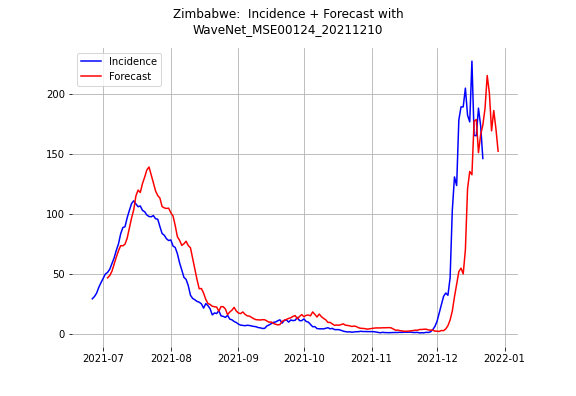 Zimbabwe:  Incidence + Forecast with
WaveNet_MSE00124_20211210
Incidence
Forecast
200
150
100
50
0
2021-07 2021-08 2021-09 2021-10 2021-11 2021-12 2022-01